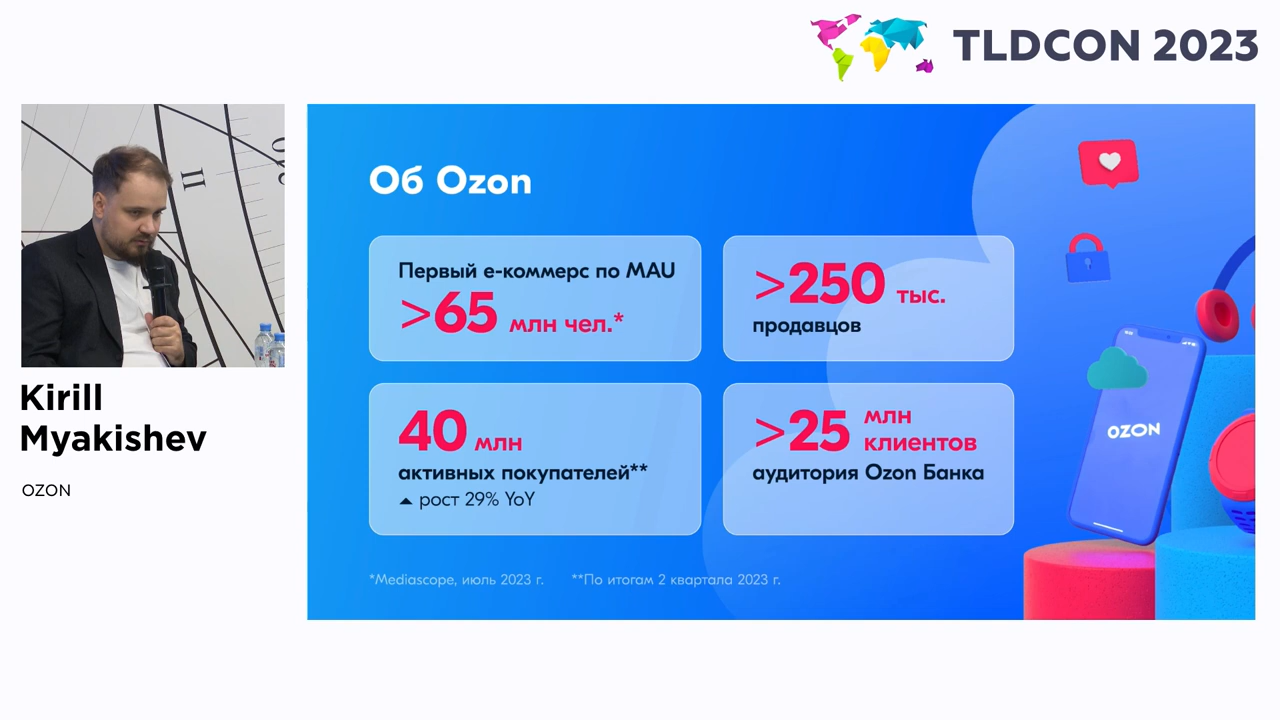 TLDCON 2023
Kirill
Myakishev
OZON
Об Ozon
Первый е-коммерс по MAU
>65 млн чел.*
>250 тыс.
продавцов
40 млн
активных покупателей**
рост 29% YoY
>25 млн
клиентов
аудитория Ozon Банка
*Mediascope, июль 2023 г.
**По итогам 2 квартала 2023 г.
OZON
II